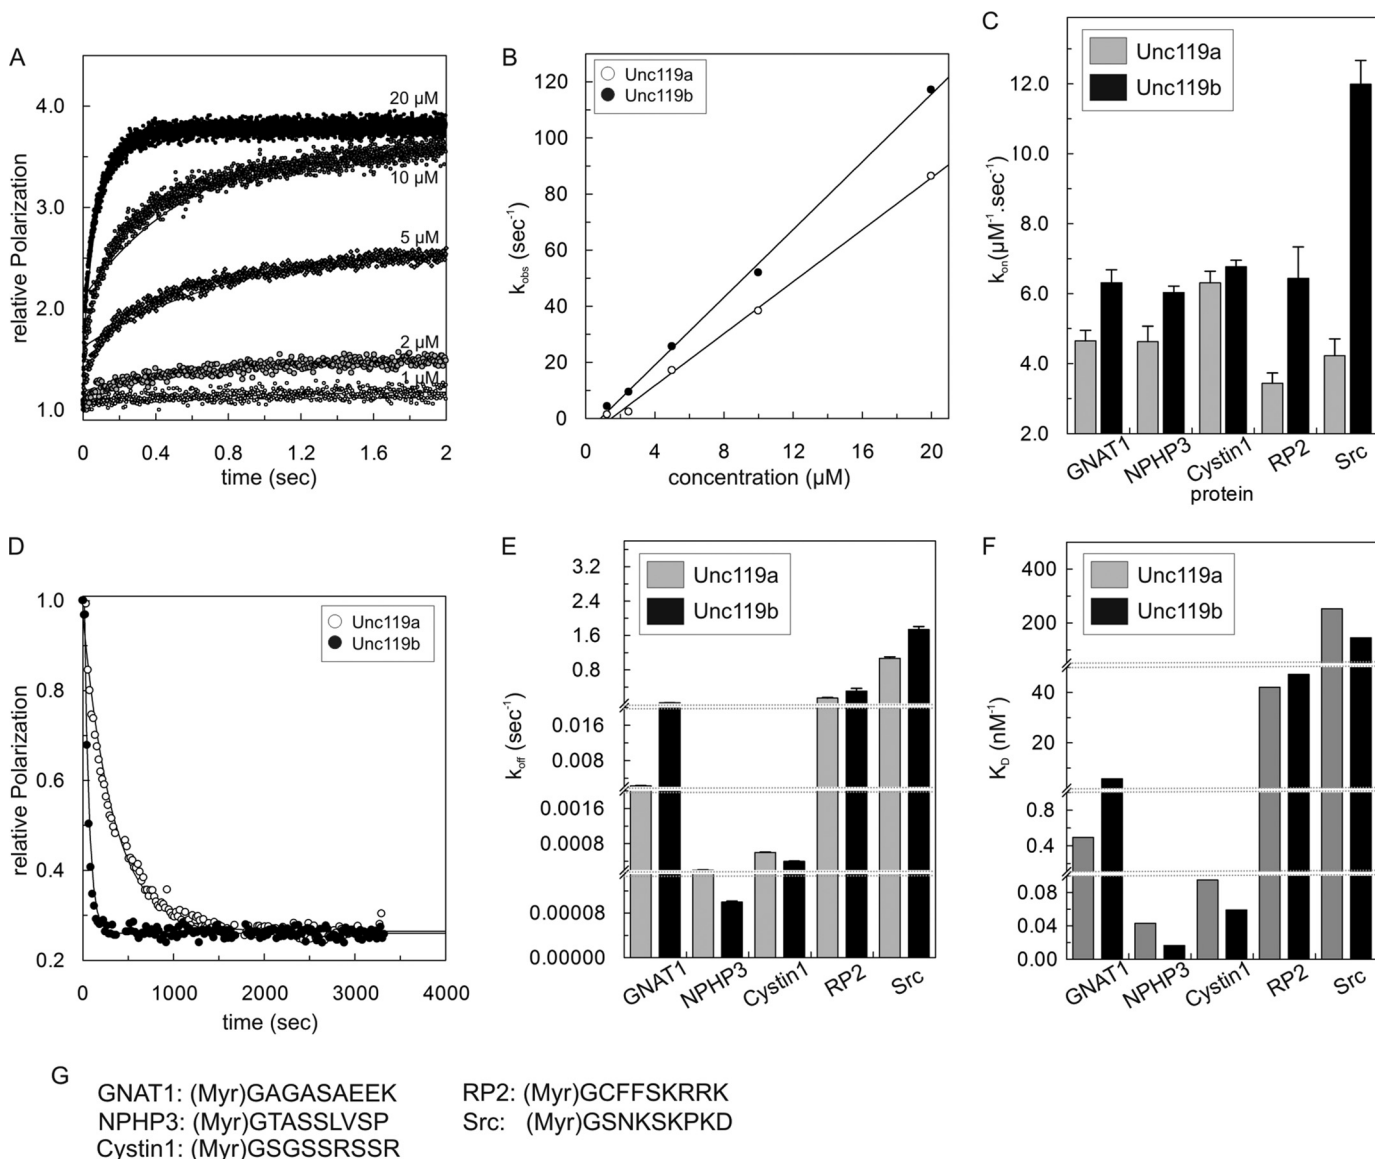 A
relative Polarization
4.0
3.0
2.0
1.0
20 µM
10 µM
5 µM
2 µM
1 µM
0 0.4 0.8 1.2 1.6 2
time (sec)
B
Unc119a
Unc119b
k_obs (sec⁻¹)
120
100
80
60
40
20
0
0 4 8 12 16 20
concentration (µM)
C
Unc119a
Unc119b
k_on(µM⁻¹.sec⁻¹)
12.0
10.0
8.0
6.0
4.0
2.0
GNAT1 NPHP3 Cystin1 RP2 Src
protein
D
Unc119a
Unc119b
relative Polarization
1.0
0.8
0.6
0.4
0.2
0 1000 2000 3000 4000
time (sec)
E
Unc119a
Unc119b
k_off (sec⁻¹)
3.2
2.4
1.6
0.8
0.016
0.008
0.0016
0.0008
0.00008
0.00000
GNAT1 NPHP3 Cystin1 RP2 Src
F
Unc119a
Unc119b
K_D (nM⁻¹)
400
200
40
20
0.8
0.4
0.08
0.04
0.00
GNAT1 NPHP3 Cystin1 RP2 Src
G
GNAT1: (Myr)GAGASAEEK
NPHP3: (Myr)GTASSLVSP
Cystin1: (Myr)GSGSSRSSR
RP2: (Myr)GCFFSKRRK
Src: (Myr)GSNKSKPKD